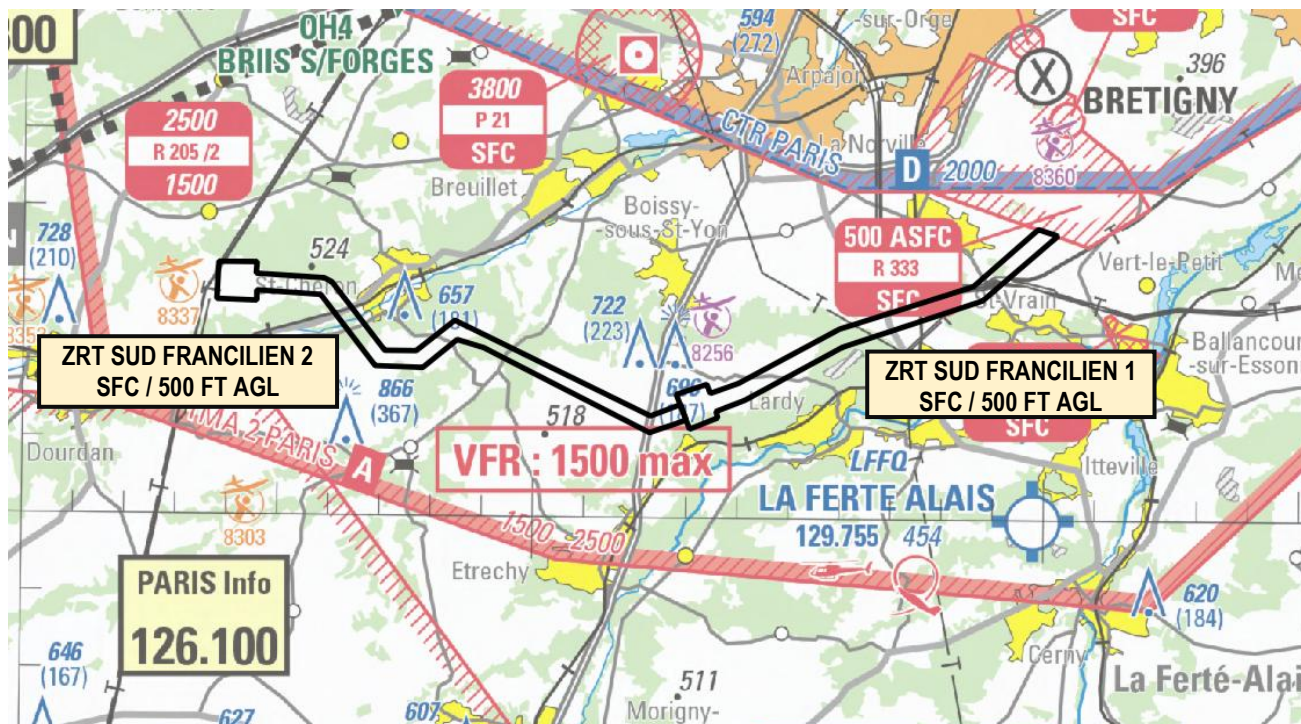 00
QH4
BRIIS S/FORGES
594
(272)
-sur-Orge
SFC
Arpajon
396
BRETIGNY
3800
P 21
SFC
2500
R 205 /2
1500
CTR PARIS
a Norville
D
2000
8360
Breuillet
Boissy-
-sous-St-Yon
728
(210)
524
500 ASFC
R 333
SFC
Vert-le-Petit
Me
St-Chéron
657
(181)
722
(223)
8337
8256
St-Vrain
Ballancour
-sur-Essonn
ZRT SUD FRANCILIEN 2
SFC / 500 FT AGL
ZRT SUD FRANCILIEN 1
SFC / 500 FT AGL
866
(367)
Lardy
518
SFC
Dourdan
TMA 2 PARIS
A
VFR : 1500 max
LFFQ
Itteville
LA FERTE ALAIS
129.755
454
8303
1500
2500
Etrechy
PARIS Info
126.100
620
(184)
646
(167)
Cerny
La Ferté-Alai
511
627
607
Morigny-